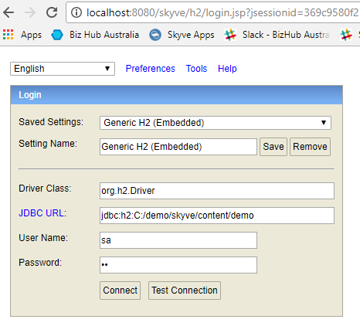 localhost:8080/skyve/h2/login.jsp?jsessionid=369c9580f2
Apps Biz Hub Australia Skyve Apps Slack - BizHub Austra
English Preferences Tools Help
Login
Saved Settings: Generic H2 (Embedded)
Setting Name: Generic H2 (Embedded) Save Remove
Driver Class: org.h2.Driver
JDBC URL: jdbc:h2:C:/demo/skyve/content/demo
User Name: sa
Password: ••
Connect Test Connection